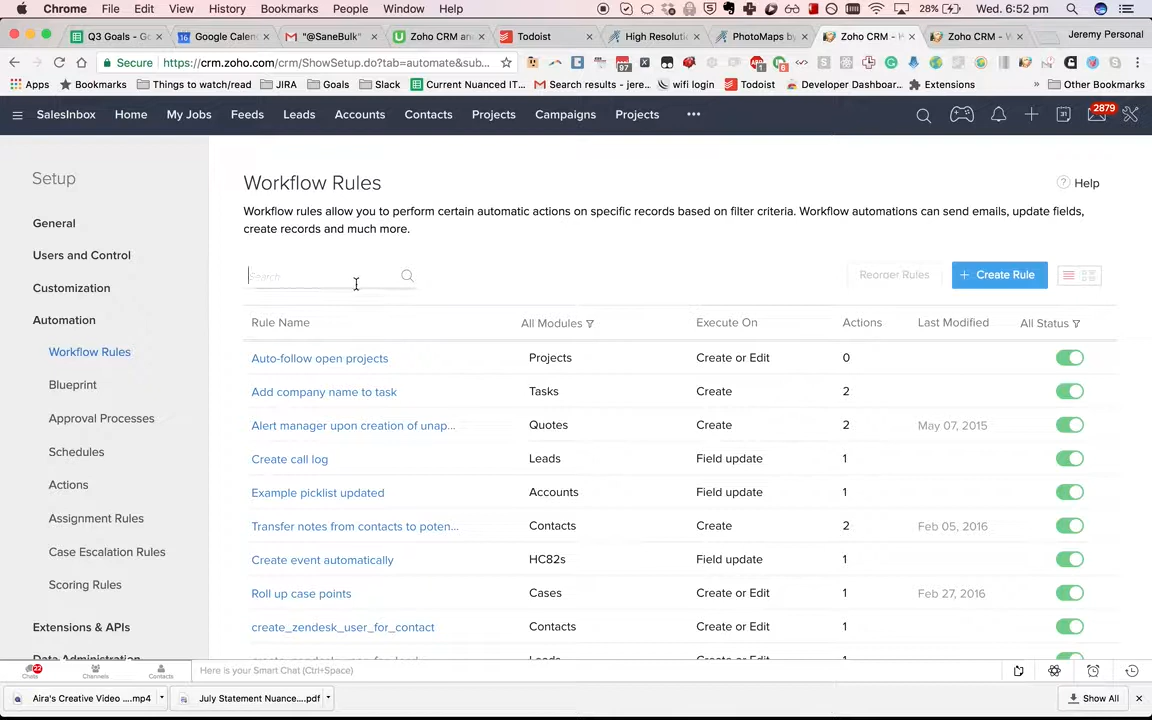 Chrome File Edit View History Bookmarks People Window Help 28% Wed. 6:52 pm
Q3 Goals - Go Google Calen "@SaneBulk" Zoho CRM an Todoist High Resoluti PhotoMaps by Zoho CRM - Zoho CRM - Jeremy Personal
Secure https://crm.zoho.com/crm/ShowSetup.do?tab=automate&sub...
Apps Bookmarks Things to watch/read JIRA Goals Slack Current Nuanced IT... Search results - jere... wifi login Todoist Developer Dashboar... Extensions » Other Bookmarks
SalesInbox Home My Jobs Feeds Leads Accounts Contacts Projects Campaigns Projects ••• 31 2879
Setup
General
Users and Control
Customization
Automation
Workflow Rules
Blueprint
Approval Processes
Schedules
Actions
Assignment Rules
Case Escalation Rules
Scoring Rules
Extensions & APIs
Data Administration
Workflow Rules
? Help
Workflow rules allow you to perform certain automatic actions on specific records based on filter criteria. Workflow automations can send emails, update fields,
create records and much more.
Search
Reorder Rules + Create Rule
Rule Name All Modules Execute On Actions Last Modified All Status
Auto-follow open projects Projects Create or Edit 0
Add company name to task Tasks Create 2
Alert manager upon creation of unap... Quotes Create 2 May 07, 2015
Create call log Leads Field update 1
Example picklist updated Accounts Field update 1
Transfer notes from contacts to poten... Contacts Create 2 Feb 05, 2016
Create event automatically HC82s Field update 1
Roll up case points Cases Create or Edit 1 Feb 27, 2016
create_zendesk_user_for_contact Contacts Create or Edit 1
22
Chats Channels Contacts Here is your Smart Chat (Ctrl+Space)
Aira's Creative Video ....mp4 July Statement Nuance....pdf Show All